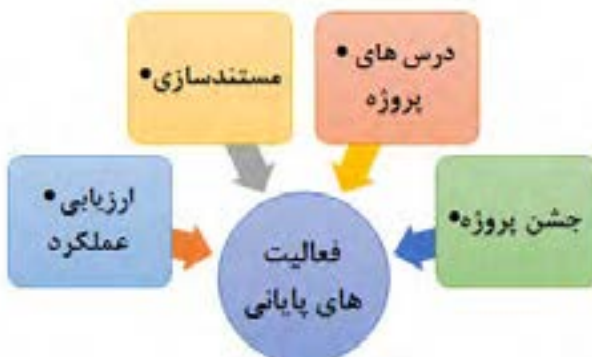 درس های •
پروژه
مستندسازی •
جشن پروژه •
ارزیابی •
عملکرد
فعالیت
های پایانی